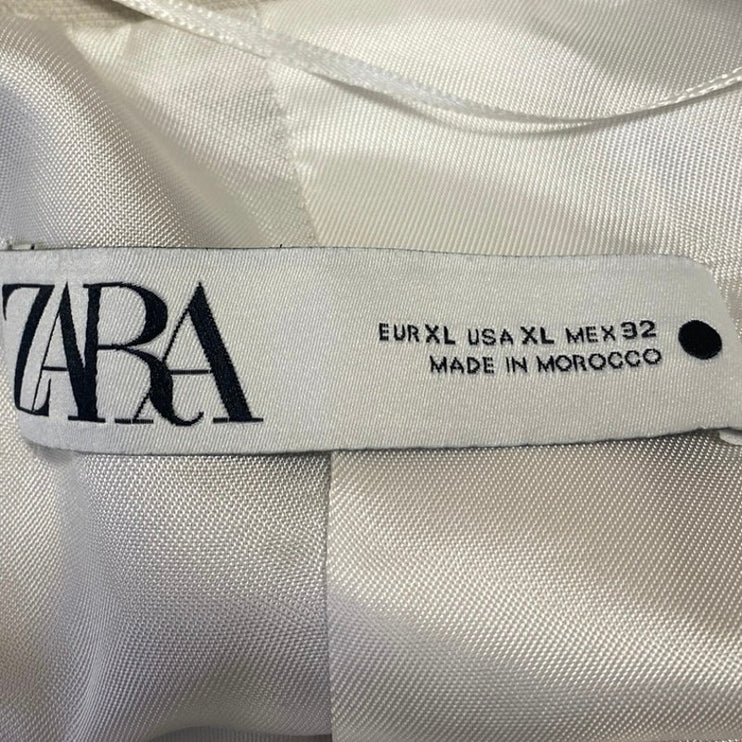 ZARA
EUR XL USA XL MEX 32
MADE IN MOROCCO